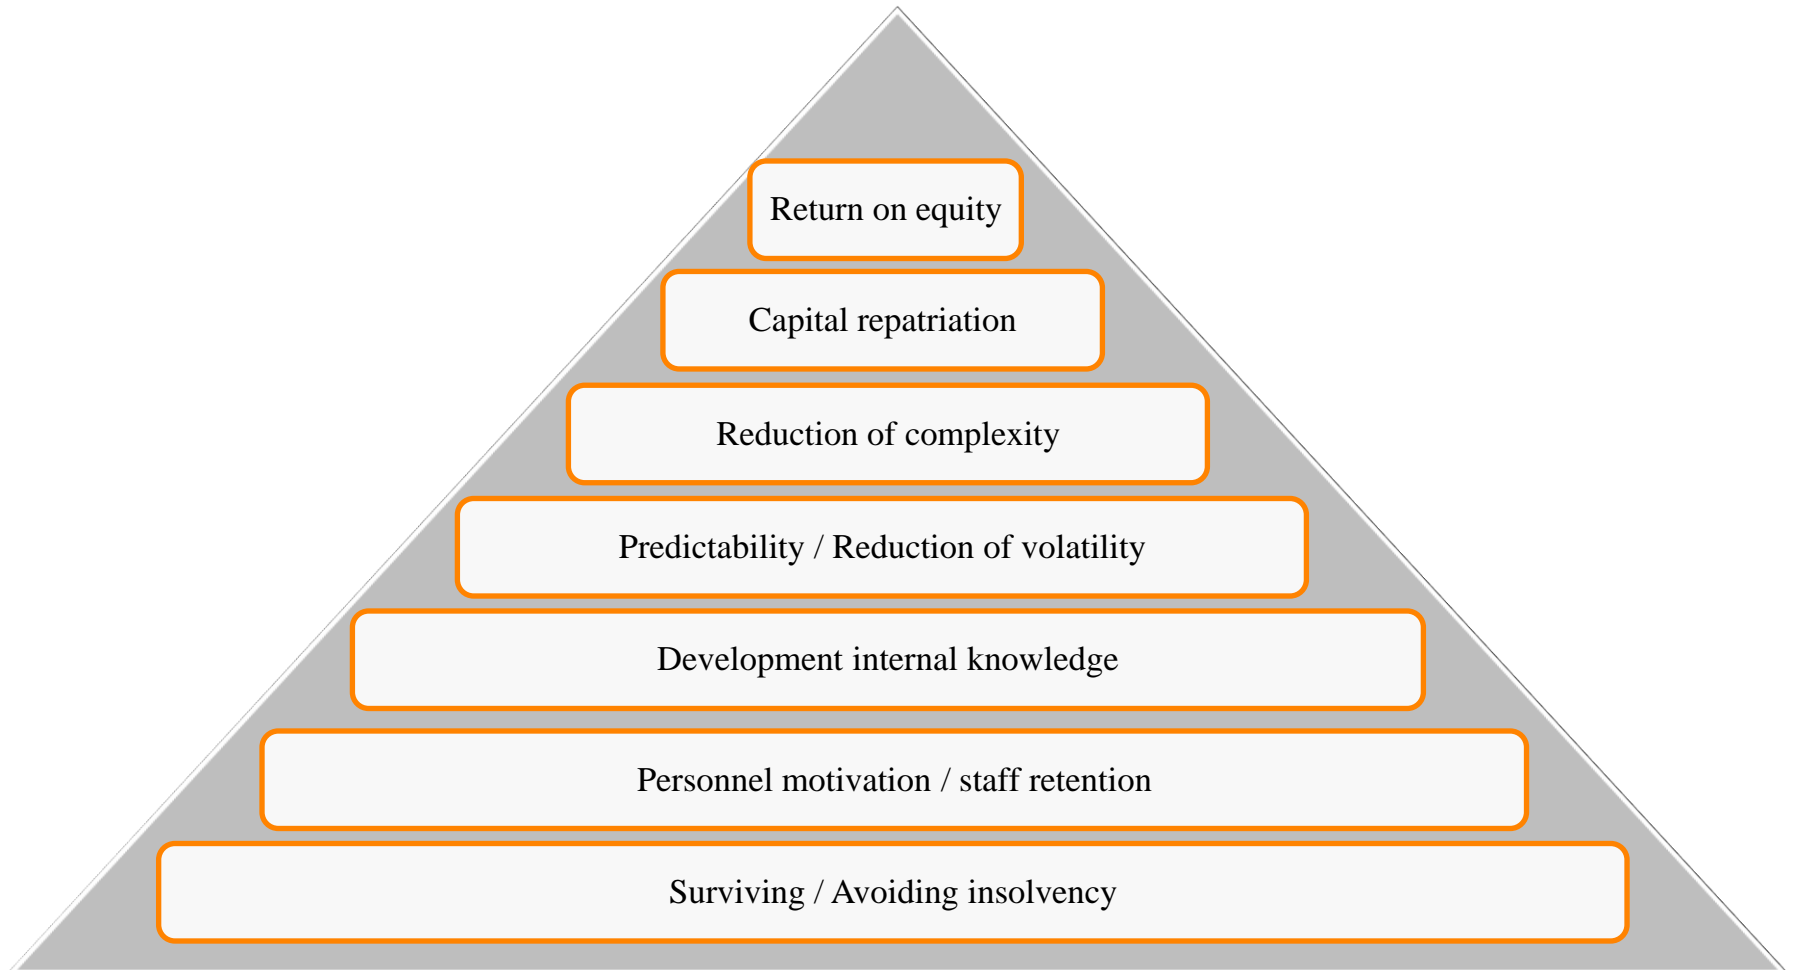 Return on equity
Capital repatriation
Reduction of complexity
Predictability / Reduction of volatility
Development internal knowledge
Personnel motivation / staff retention
Surviving / Avoiding insolvency